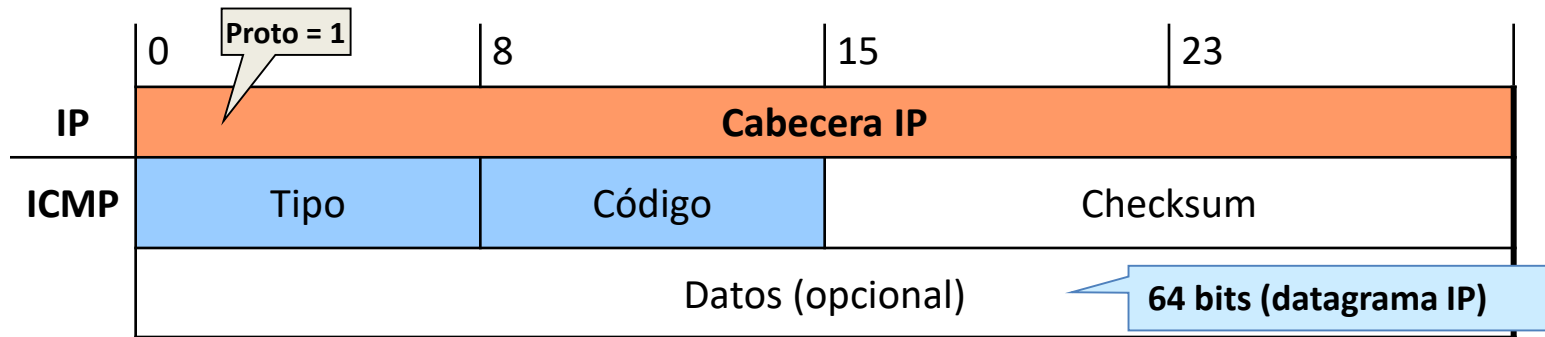 Proto = 1
0 8 15 23
IP Cabecera IP
ICMP Tipo Código Checksum
Datos (opcional) 64 bits (datagrama IP)